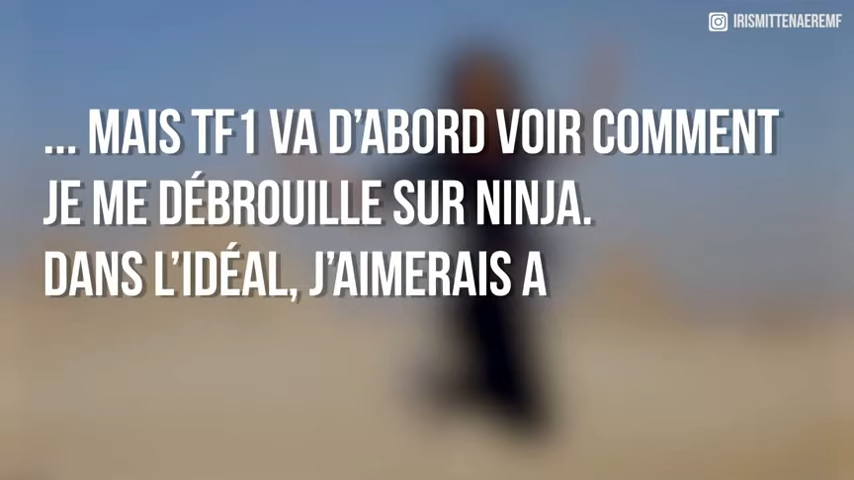 IRISMITTENAEREMF
... MAIS TF1 VA D’ABORD VOIR COMMENT
JE ME DÉBROUILLE SUR NINJA.
DANS L’IDÉAL, J’AIMERAIS A